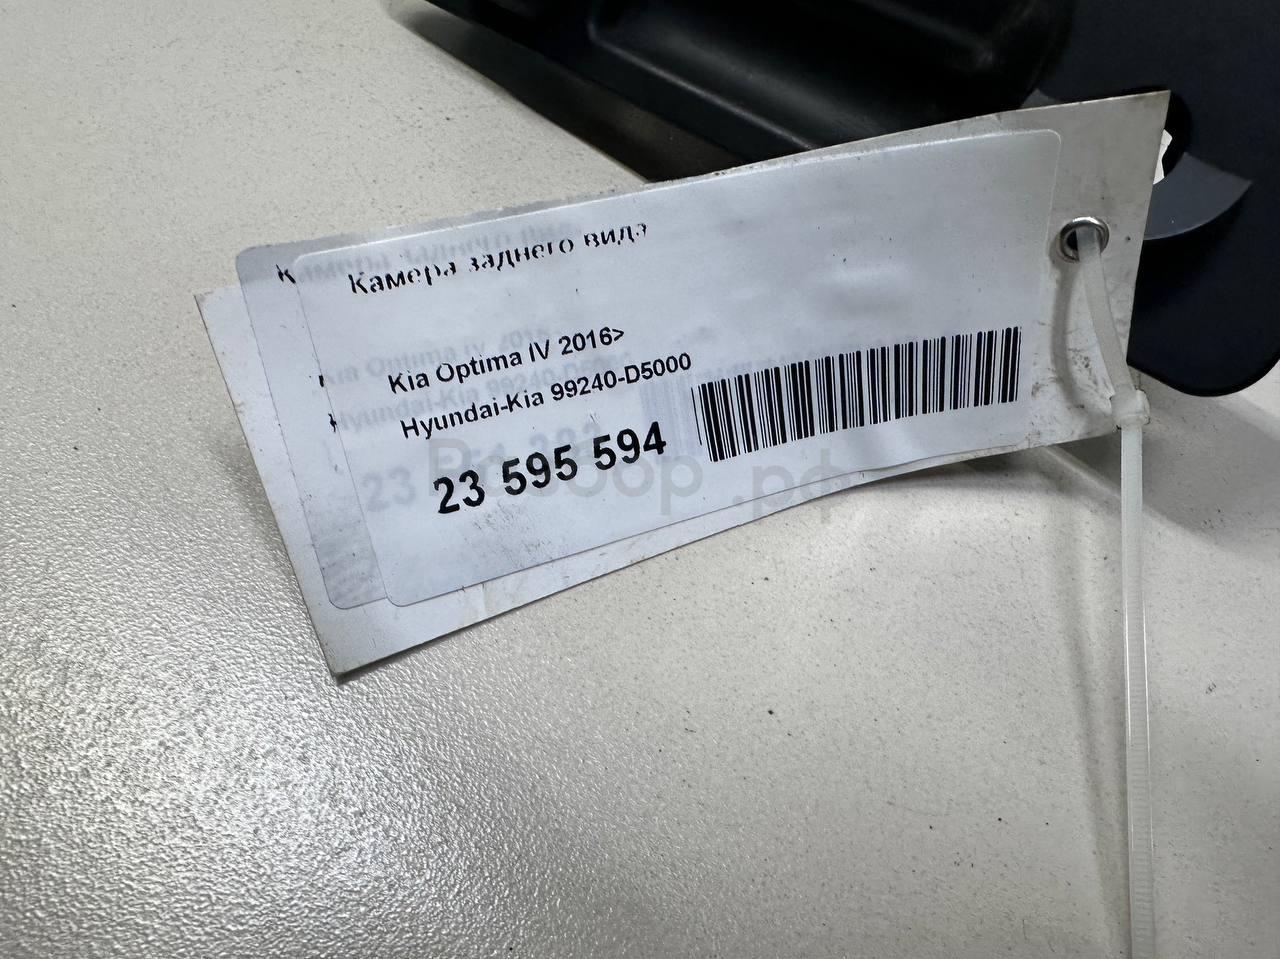 Камера заднего вида
Kia Optima IV 2016>
Hyundai-Kia 99240-D5000
23 595 594